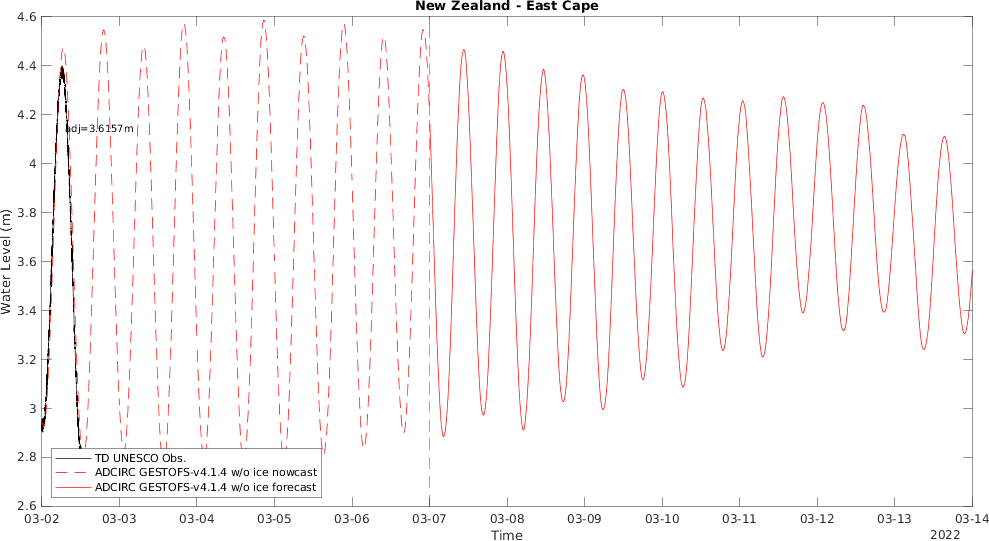 New Zealand - East Cape
Water Level (m)
4.6
4.4
4.2
4
3.8
3.6
3.4
3.2
3
2.8
2.6
adj=3.6157m
TD UNESCO Obs.
ADCIRC GESTOFS-v4.1.4 w/o ice nowcast
ADCIRC GESTOFS-v4.1.4 w/o ice forecast
03-02 03-03 03-04 03-05 03-06 03-07 03-08 03-09 03-10 03-11 03-12 03-13 03-14
Time
2022